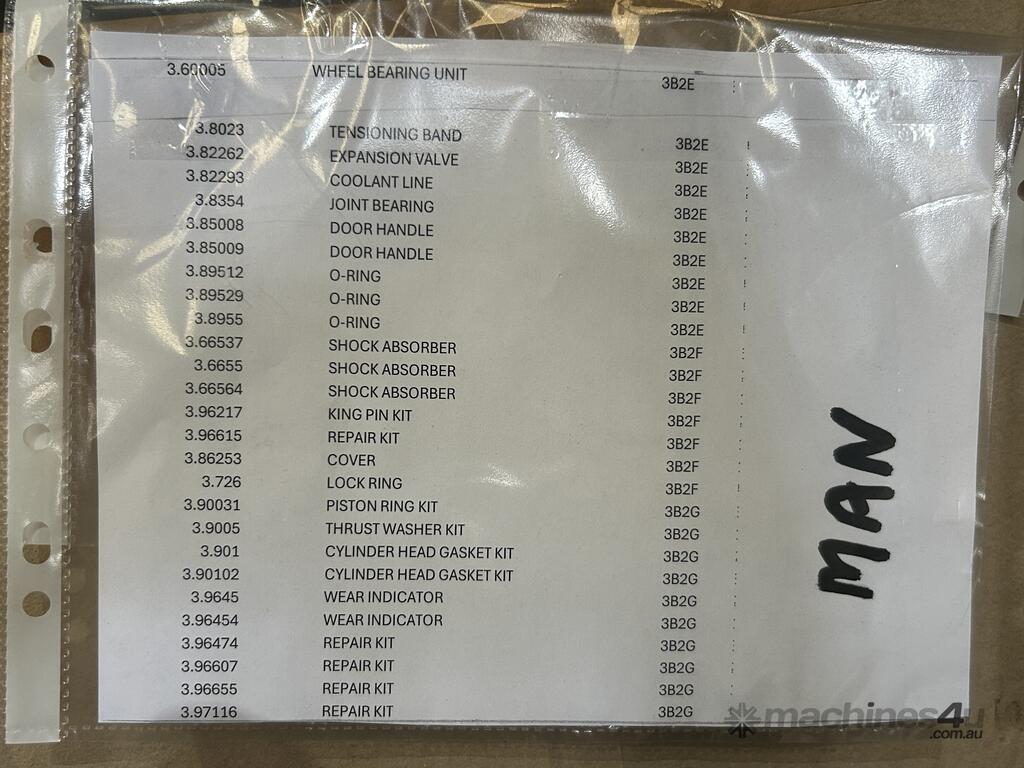 3.60005 WHEEL BEARING UNIT 3B2E
3.8023 TENSIONING BAND 3B2E
3.82262 EXPANSION VALVE 3B2E
3.82293 COOLANT LINE 3B2E
3.8354 JOINT BEARING 3B2E
3.85008 DOOR HANDLE 3B2E
3.85009 DOOR HANDLE 3B2E
3.89512 O-RING 3B2E
3.89529 O-RING 3B2E
3.8955 O-RING 3B2E
3.66537 SHOCK ABSORBER 3B2F
3.6655 SHOCK ABSORBER 3B2F
3.66564 SHOCK ABSORBER 3B2F
3.96217 KING PIN KIT 3B2F
3.96615 REPAIR KIT 3B2F
3.86253 COVER 3B2F
3.726 LOCK RING 3B2F
3.90031 PISTON RING KIT 3B2G
3.9005 THRUST WASHER KIT 3B2G
3.901 CYLINDER HEAD GASKET KIT 3B2G
3.90102 CYLINDER HEAD GASKET KIT 3B2G
3.9645 WEAR INDICATOR 3B2G
3.96454 WEAR INDICATOR 3B2G
3.96474 REPAIR KIT 3B2G
3.96607 REPAIR KIT 3B2G
3.96655 REPAIR KIT 3B2G
3.97116 REPAIR KIT 3B2G
MAN
machines4u
.com.au